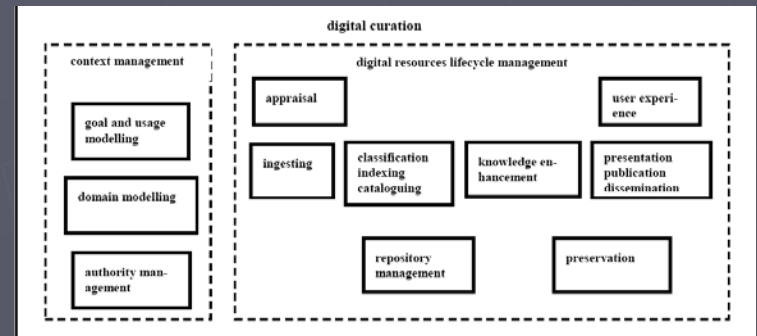 digital curation
context management
goal and usage
modelling
domain modelling
authority man-
agement
digital resources lifecycle management
appraisal
user experi-
ence
ingesting
classification
indexing
cataloguing
knowledge en-
hancement
presentation
publication
dissemination
repository
management
preservation